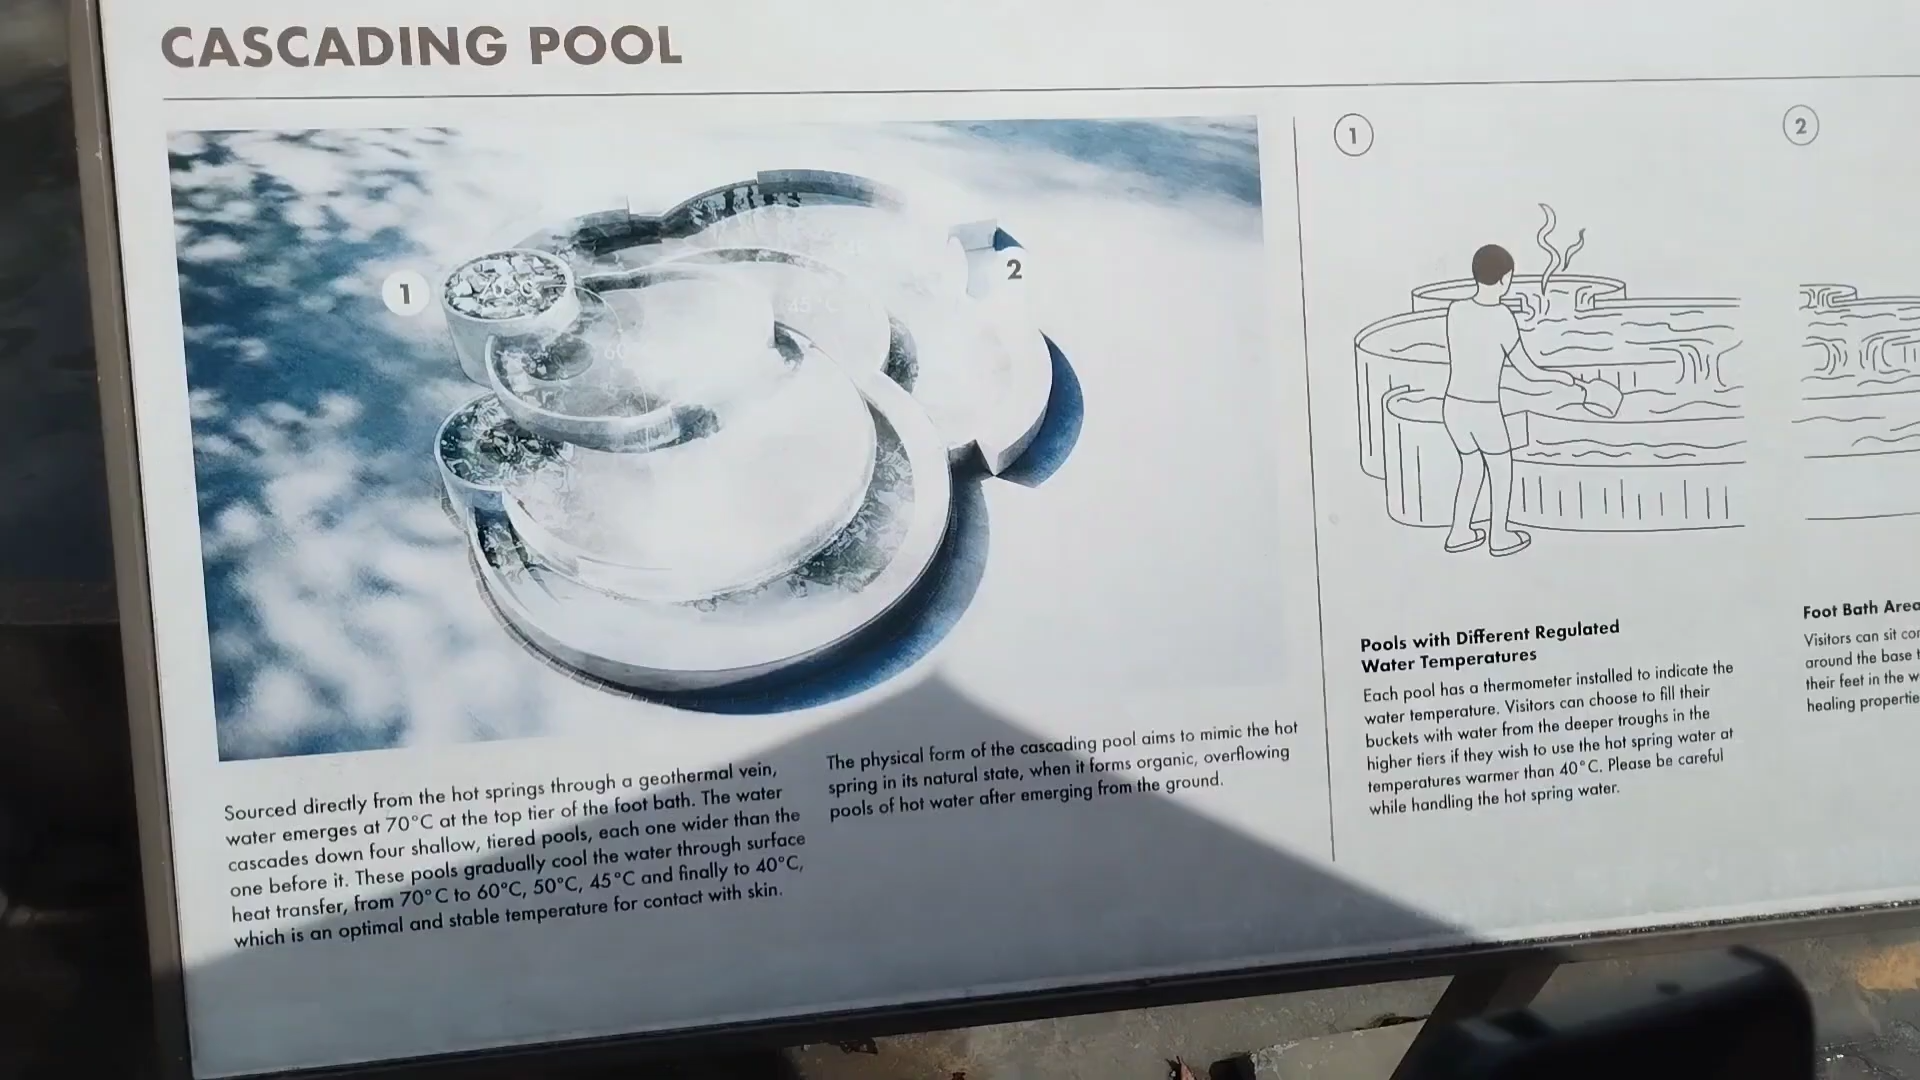 CASCADING POOL
1
70°C
60
45°C
2
Sourced directly from the hot springs through a geothermal vein,
water emerges at 70°C at the top tier of the foot bath. The water
cascades down four shallow, tiered pools, each one wider than the
one before it. These pools gradually cool the water through surface
heat transfer, from 70°C to 60°C, 50°C, 45°C and finally to 40°C,
which is an optimal and stable temperature for contact with skin.
The physical form of the cascading pool aims to mimic the hot
spring in its natural state, when it forms organic, overflowing
pools of hot water after emerging from the ground.
1
Pools with Different Regulated
Water Temperatures
Each pool has a thermometer installed to indicate the
water temperature. Visitors can choose to fill their
buckets with water from the deeper troughs in the
higher tiers if they wish to use the hot spring water at
temperatures warmer than 40°C. Please be careful
while handling the hot spring water.
2
Foot Bath Area
Visitors can sit
around the base
their feet in the
healing